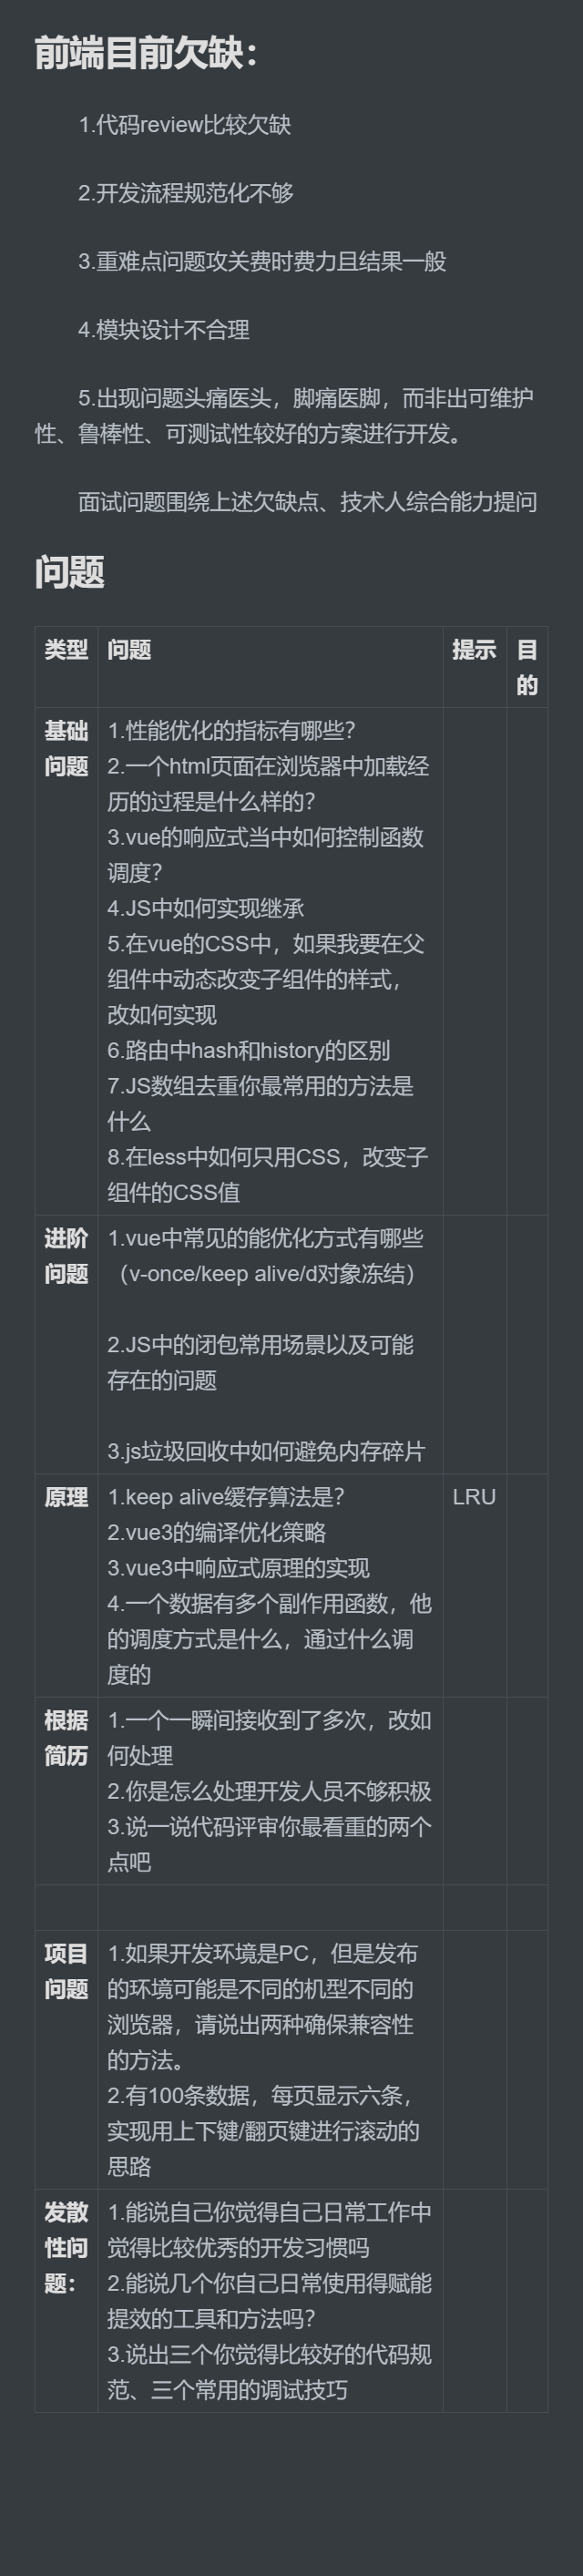 前端目前欠缺：
1.代码review比较欠缺
2.开发流程规范化不够
3.重难点问题攻关费时费力且结果一般
4.模块设计不合理
5.出现问题头痛医头，脚痛医脚，而非出可维护
性、鲁棒性、可测试性较好的方案进行开发。
面试问题围绕上述欠缺点、技术人综合能力提问
问题
类型 问题 提示 目
的
基础
问题
1.性能优化的指标有哪些？
2.一个html页面在浏览器中加载经
历的过程是什么样的？
3.vue的响应式当中如何控制函数
调度？
4.JS中如何实现继承
5.在vue的CSS中，如果我要在父
组件中动态改变子组件的样式，
改如何实现
6.路由中hash和history的区别
7.JS数组去重你最常用的方法是
什么
8.在less中如何只用CSS，改变子
组件的CSS值
进阶
问题
1.vue中常见的能优化方式有哪些
（v-once/keep alive/d对象冻结）
2.JS中的闭包常用场景以及可能
存在的问题
3.js垃圾回收中如何避免内存碎片
原理
1.keep alive缓存算法是？
LRU
2.vue3的编译优化策略
3.vue3中响应式原理的实现
4.一个数据有多个副作用函数，他
的调度方式是什么，通过什么调
度的
根据
简历
1.一个一瞬间接收到了多次，改如
何处理
2.你是怎么处理开发人员不够积极
3.说一说代码评审你最看重的两个
点吧
项目
问题
1.如果开发环境是PC，但是发布
的环境可能是不同的机型不同的
浏览器，请说出两种确保兼容性
的方法。
2.有100条数据，每页显示六条，
实现用上下键/翻页键进行滚动的
思路
发散
性问
题：
1.能说自己你觉得自己日常工作中
觉得比较优秀的开发习惯吗
2.能说几个你自己日常使用得赋能
提效的工具和方法吗？
3.说出三个你觉得比较好的代码规
范、三个常用的调试技巧